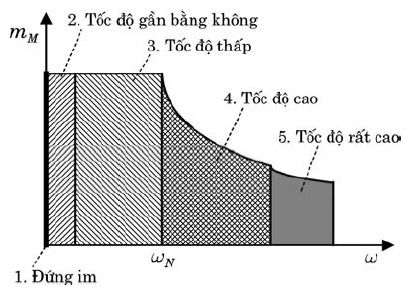 m_M
2. Tốc độ gần bằng không
3. Tốc độ thấp
4. Tốc độ cao
5. Tốc độ rất cao
ω_N
ω
1. Đứng im